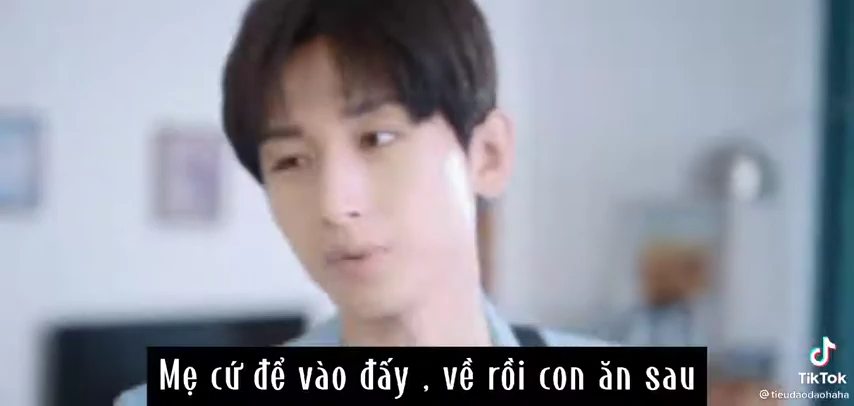 Mẹ cứ để vào đấy , về rồi con ăn sau
TikTok
@tieudaodaohaha